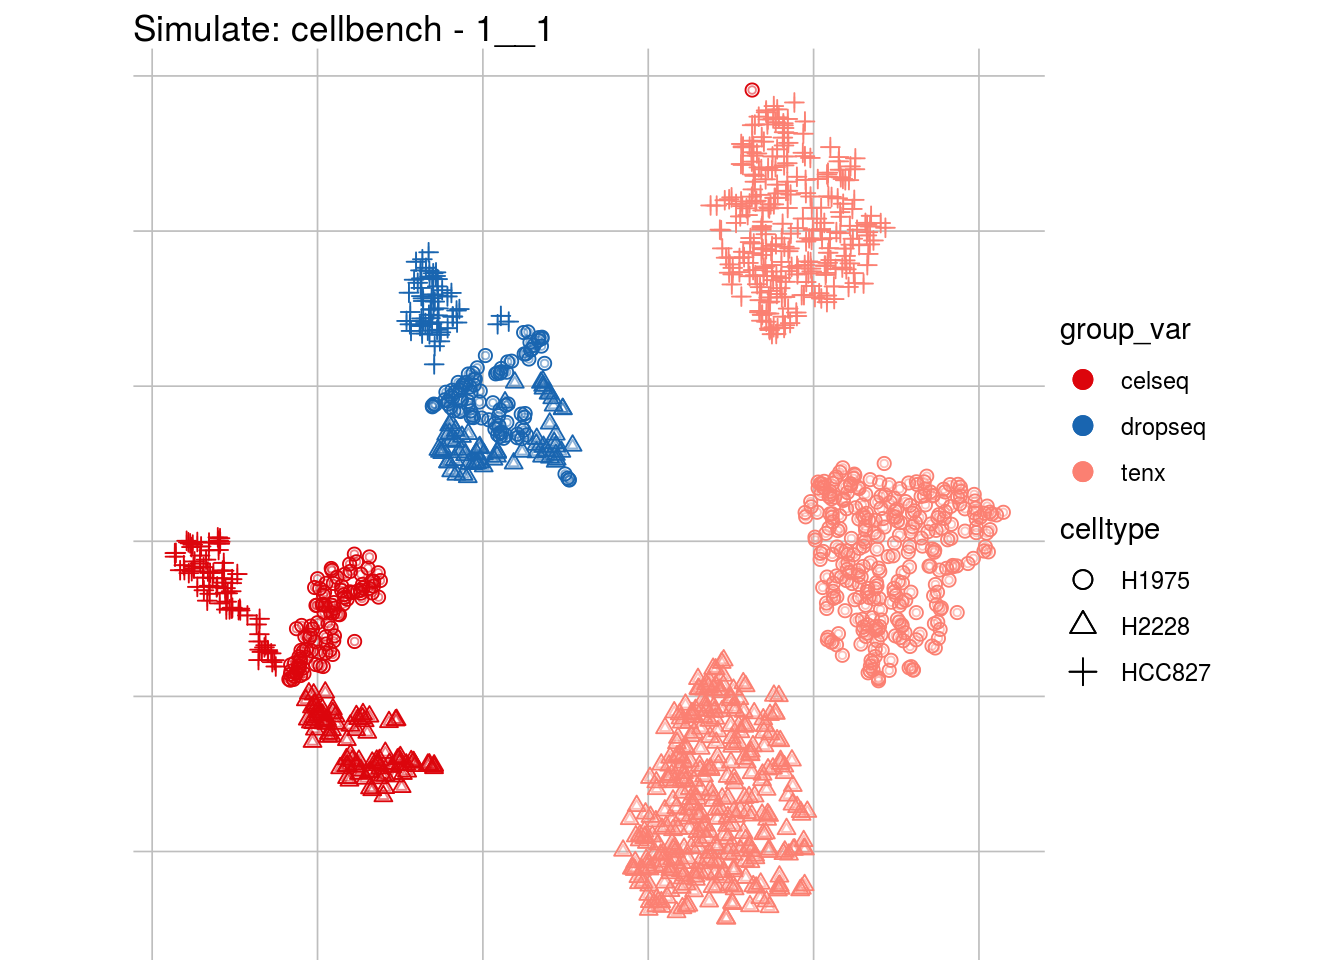 Simulate: cellbench - 1__1
group_var
celseq
dropseq
tenx
celltype
H1975
H2228
HCC827